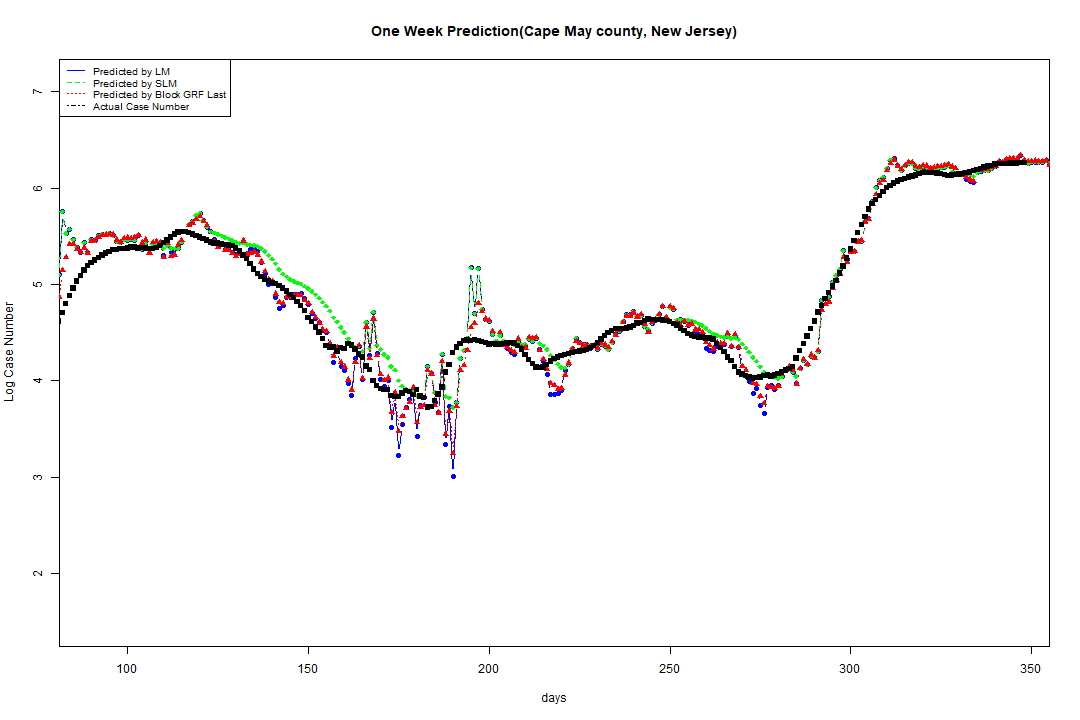 One Week Prediction(Cape May county, New Jersey)
Predicted by LM
Predicted by SLM
Predicted by Block GRF Last
Actual Case Number
7
6
5
4
3
2
Log Case Number
100 150 200 250 300 350
days